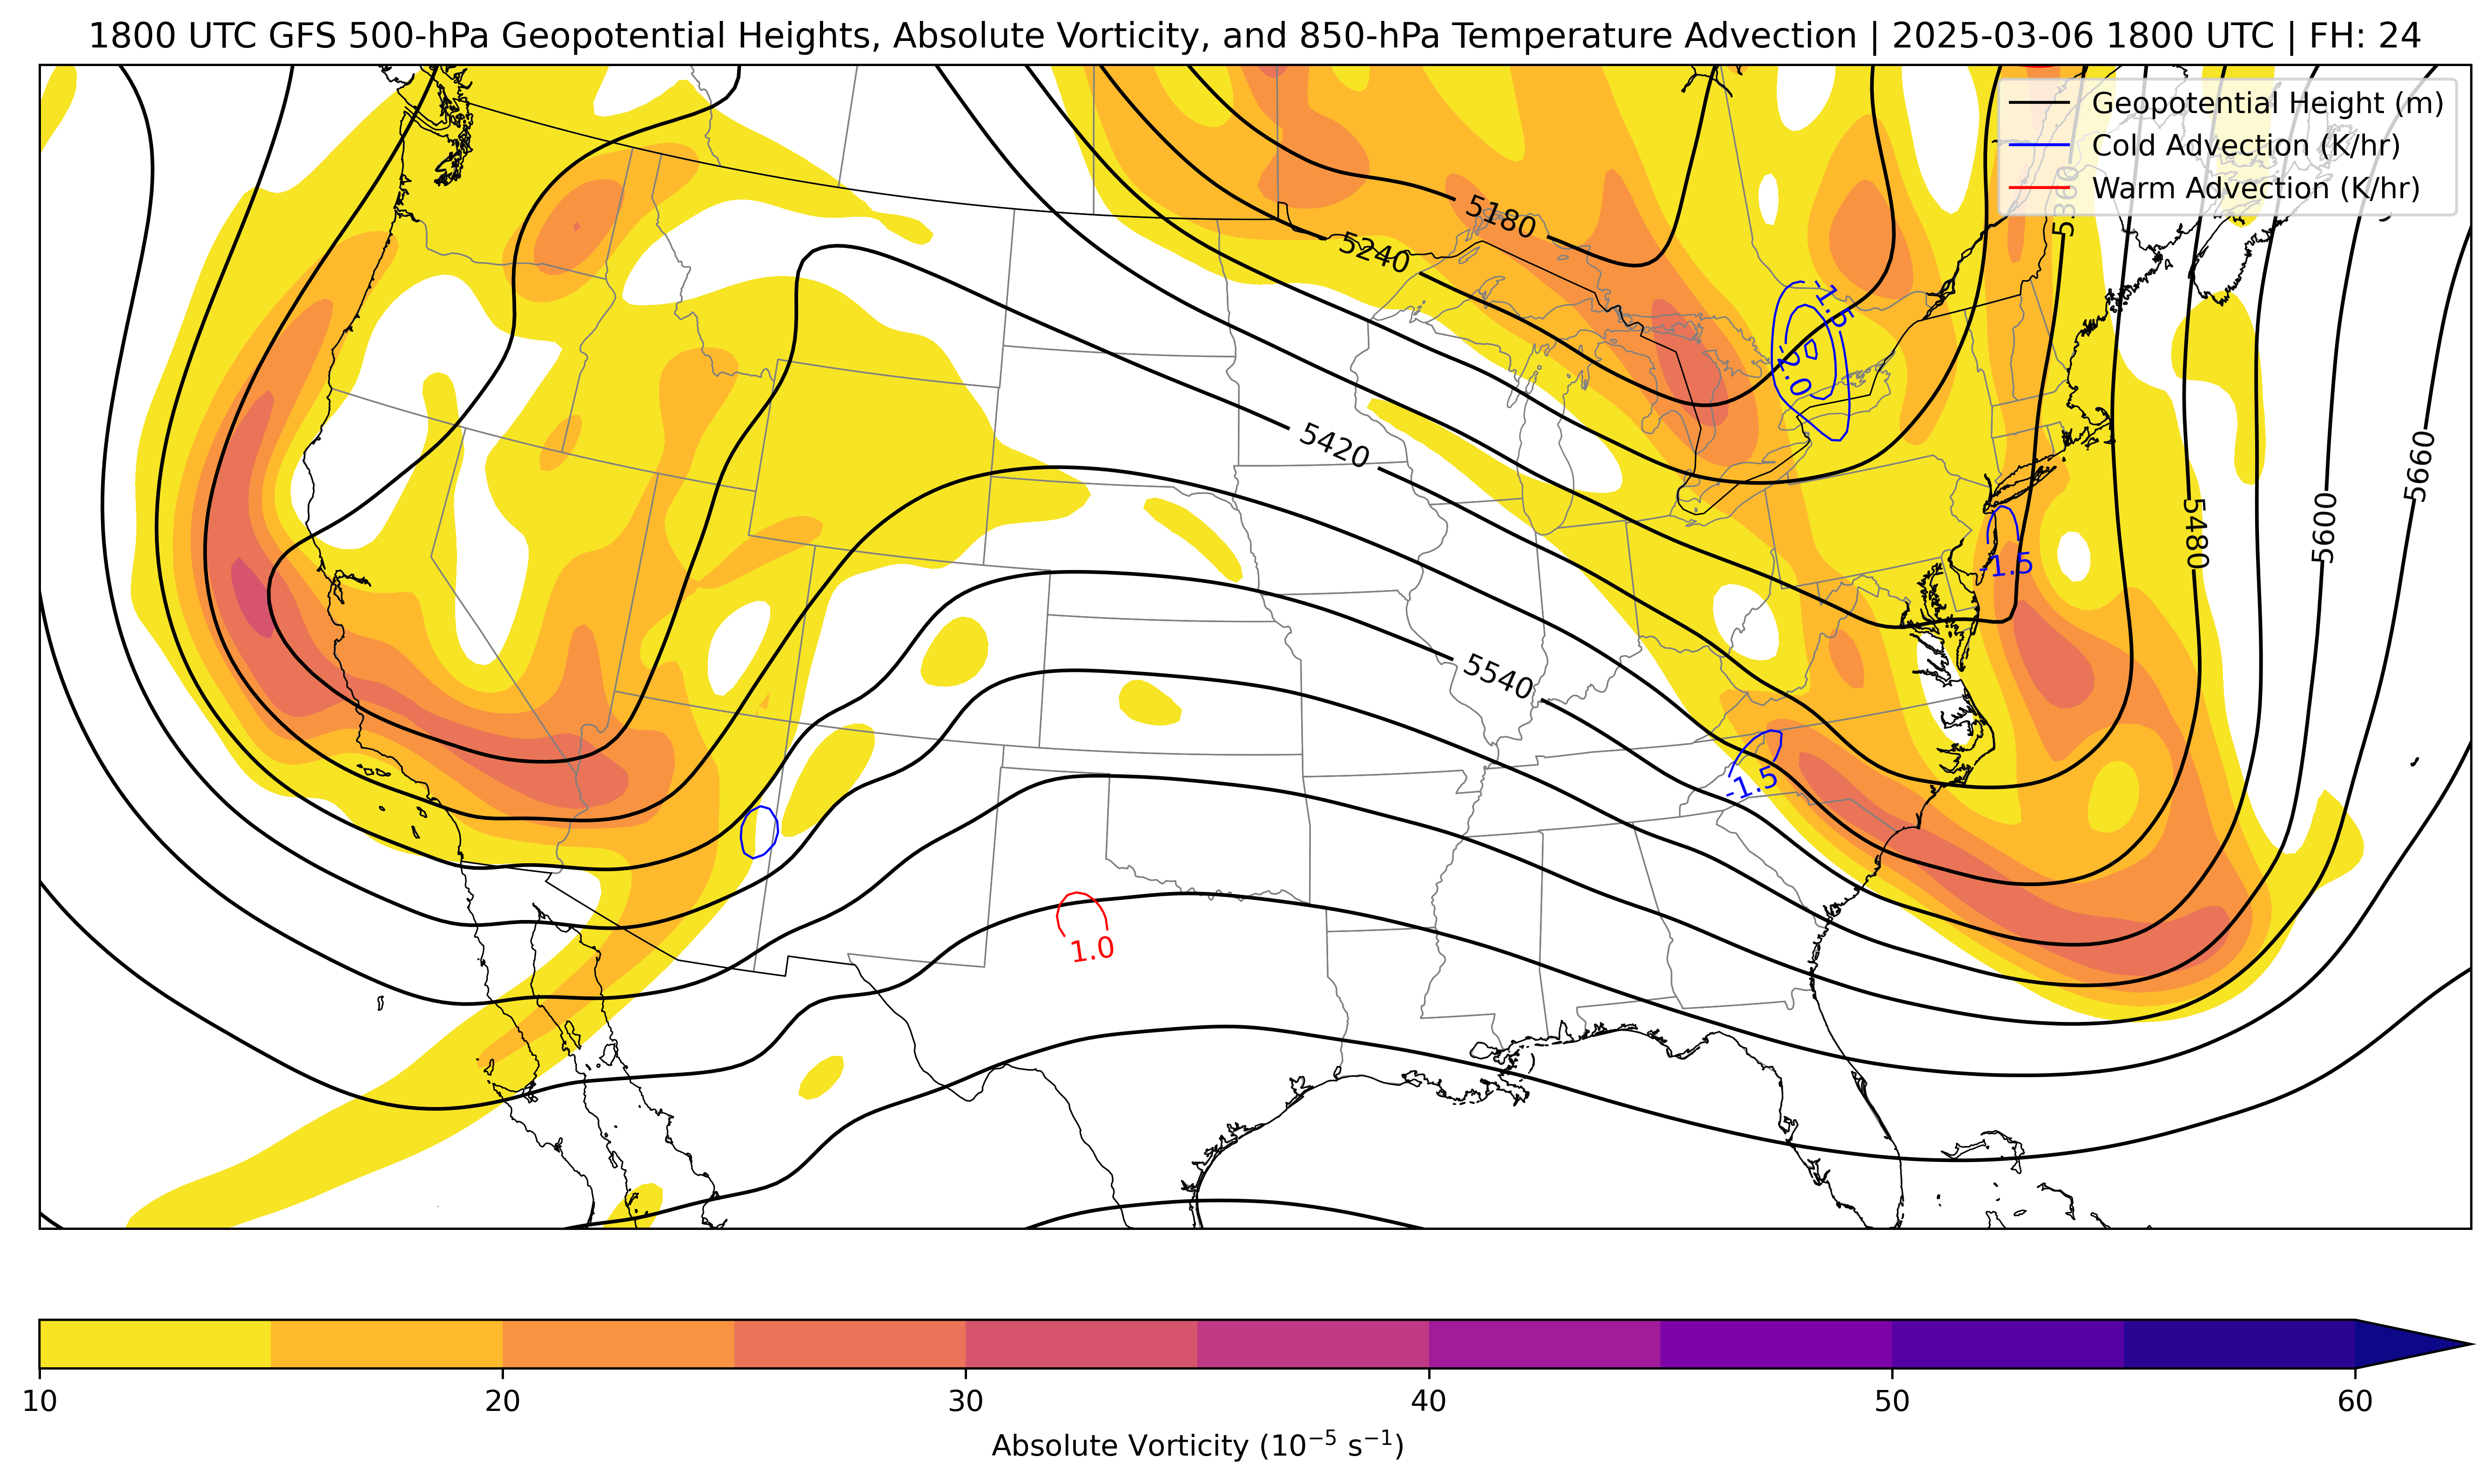 1800 UTC GFS 500-hPa Geopotential Heights, Absolute Vorticity, and 850-hPa Temperature Advection | 2025-03-06 1800 UTC | FH: 24
Geopotential Height (m)
Cold Advection (K/hr)
Warm Advection (K/hr)
5360
5180
5240
-1.5
-2.0
5420
5660
5480
5600
-1.5
5540
-1.5
1.0
10 20 30 40 50 60
Absolute Vorticity (10⁻⁵ s⁻¹)